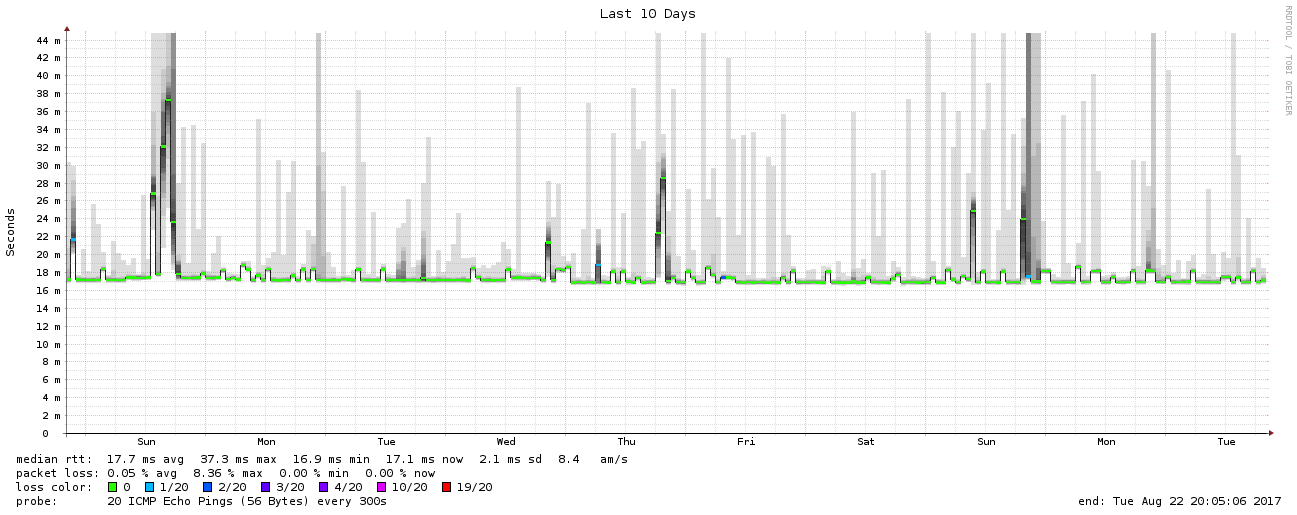 Last 10 Days
RRDTOOL / TOBI OETIKER
Seconds
44 m
42 m
40 m
38 m
36 m
34 m
32 m
30 m
28 m
26 m
24 m
22 m
20 m
18 m
16 m
14 m
12 m
10 m
8 m
6 m
4 m
2 m
0
Sun Mon Tue Wed Thu Fri Sat Sun Mon Tue
median rtt: 17.7 ms avg 37.3 ms max 16.9 ms min 17.1 ms now 2.1 ms sd 8.4 am/s
packet loss: 0.05 % avg 8.36 % max 0.00 % min 0.00 % now
loss color: 0 1/20 2/20 3/20 4/20 10/20 19/20
probe: 20 ICMP Echo Pings (56 Bytes) every 300s end: Tue Aug 22 20:05:06 2017